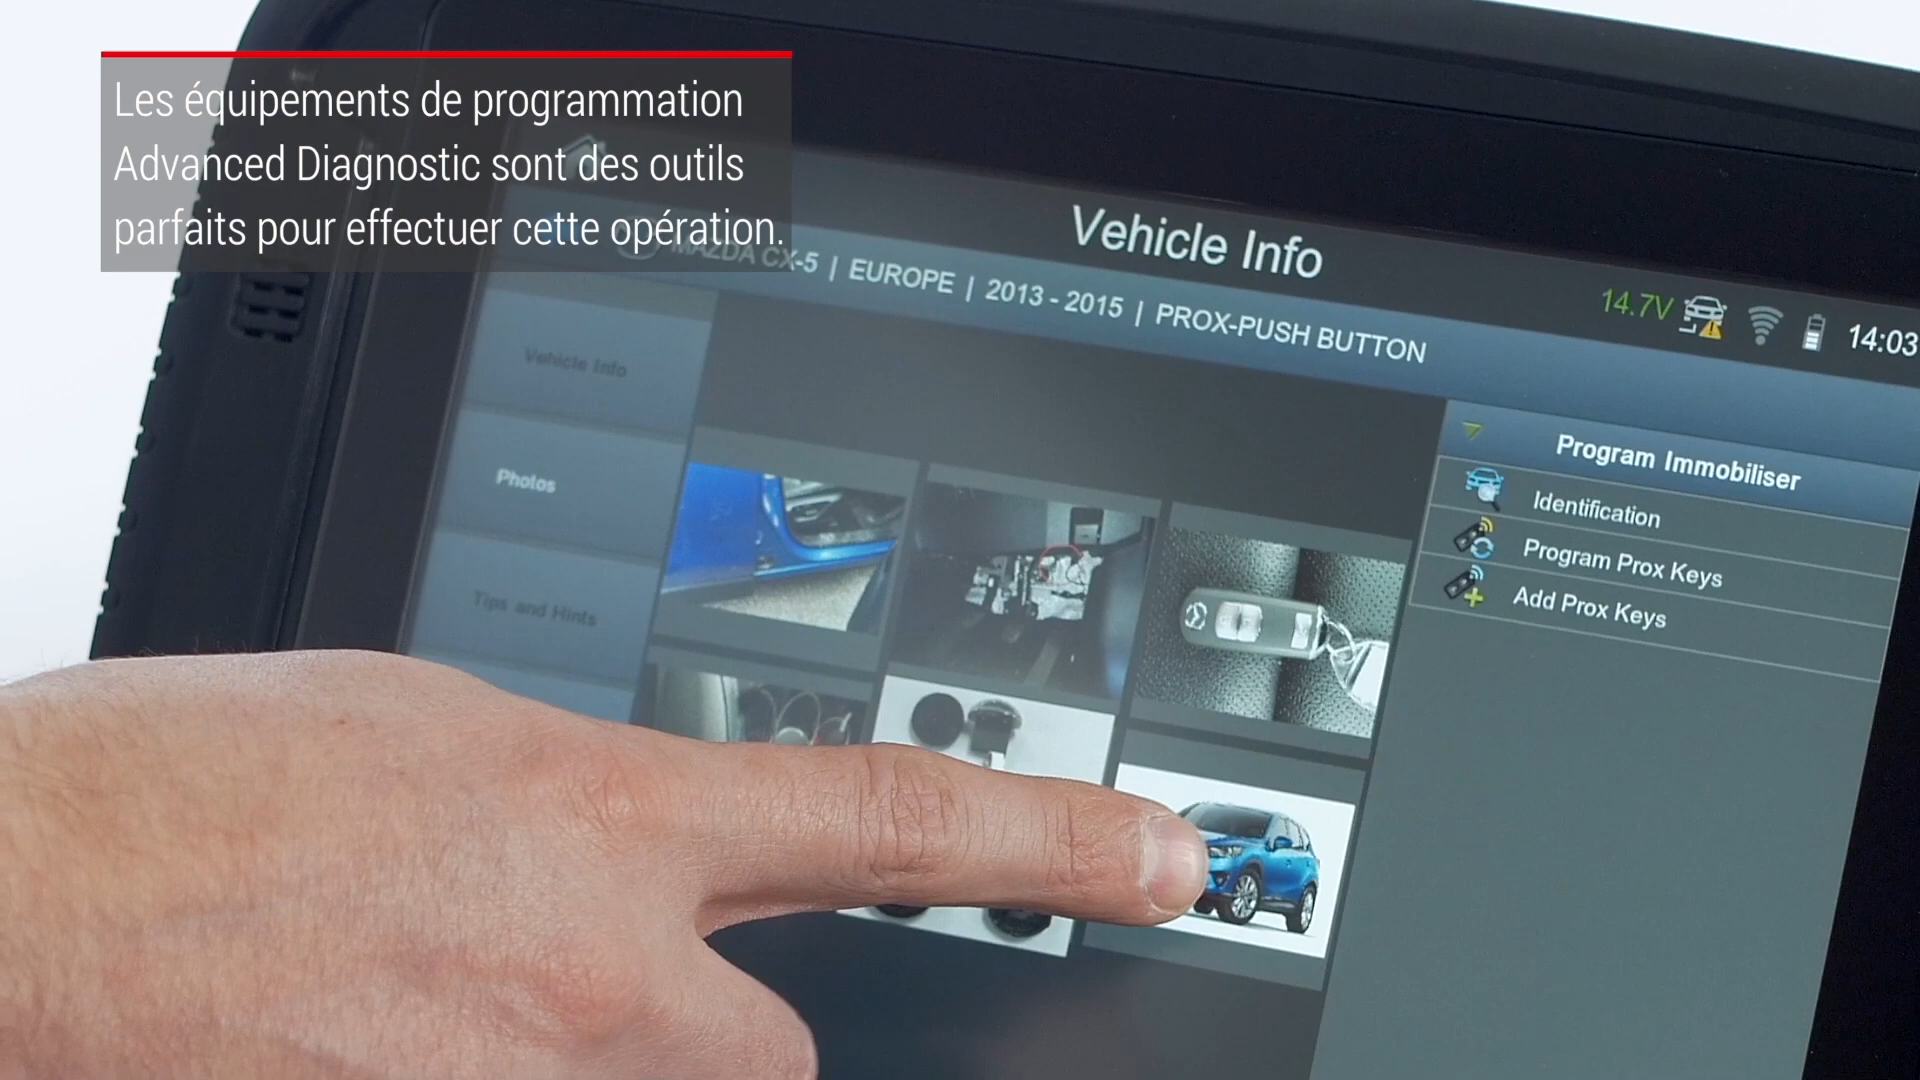 Les équipements de programmation
Advanced Diagnostic sont des outils
parfaits pour effectuer cette opération.
Vehicle Info
MAZDA CX-5 | EUROPE | 2013 - 2015 | PROX-PUSH BUTTON
14.7V
14:03
Vehicle Info
Photos
Tips and Hints
Program Immobiliser
Identification
Program Prox Keys
Add Prox Keys